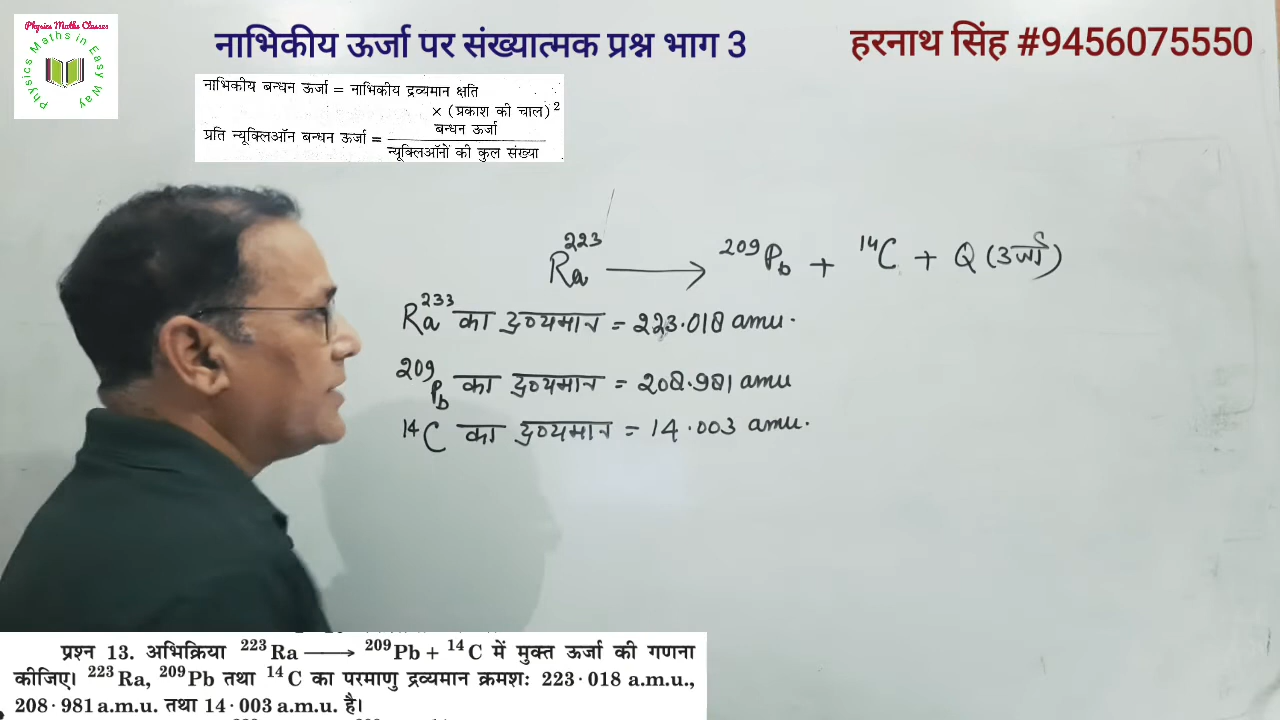 Physics Maths Classes
Physics Maths in Easy Way
नाभिकीय ऊर्जा पर संख्यात्मक प्रश्न भाग 3
हरनाथ सिंह #9456075550
नाभिकीय बन्धन ऊर्जा = नाभिकीय द्रव्यमान क्षति
× (प्रकाश की चाल)²
प्रति न्यूक्लिऑन बन्धन ऊर्जा = बन्धन ऊर्जा
न्यूक्लिऑनों की कुल संख्या
Ra²²³ ⟶ ²⁰⁹Pb + ¹⁴C + Q (ऊर्जा)
Ra²³³ का द्रव्यमान = 223.018 amu.
²⁰⁹Pb का द्रव्यमान = 208.981 amu
¹⁴C का द्रव्यमान = 14.003 amu.
प्रश्न 13. अभिक्रिया ²²³Ra ⟶ ²⁰⁹Pb + ¹⁴C में मुक्त ऊर्जा की गणना
कीजिए। ²²³Ra, ²⁰⁹Pb तथा ¹⁴C का परमाणु द्रव्यमान क्रमशः 223·018 a.m.u.,
208·981 a.m.u. तथा 14·003 a.m.u. है।